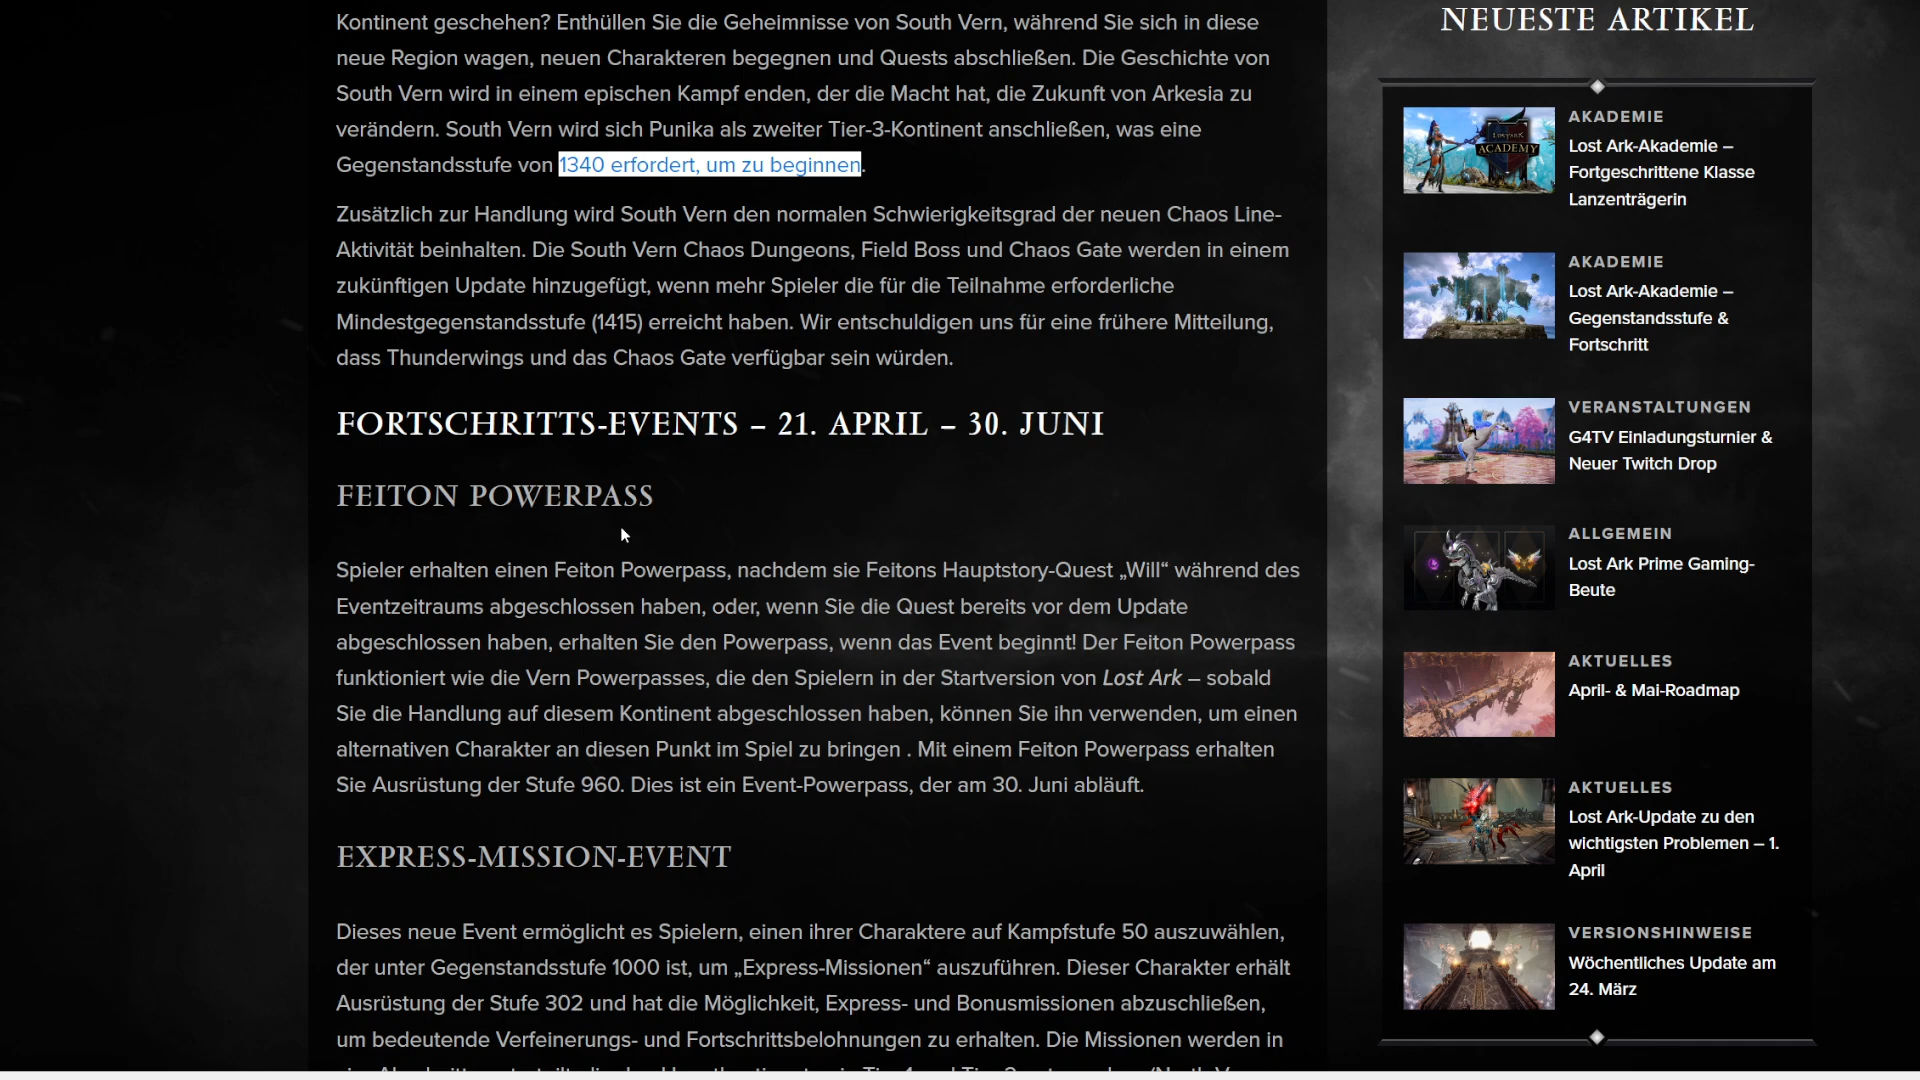 Kontinent geschehen? Enthüllen Sie die Geheimnisse von South Vern, während Sie sich in diese
neue Region wagen, neuen Charakteren begegnen und Quests abschließen. Die Geschichte von
South Vern wird in einem epischen Kampf enden, der die Macht hat, die Zukunft von Arkesia zu
verändern. South Vern wird sich Punika als zweiter Tier-3-Kontinent anschließen, was eine
Gegenstandsstufe von 1340 erfordert, um zu beginnen.
Zusätzlich zur Handlung wird South Vern den normalen Schwierigkeitsgrad der neuen Chaos Line-
Aktivität beinhalten. Die South Vern Chaos Dungeons, Field Boss und Chaos Gate werden in einem
zukünftigen Update hinzugefügt, wenn mehr Spieler die für die Teilnahme erforderliche
Mindestgegenstandsstufe (1415) erreicht haben. Wir entschuldigen uns für eine frühere Mitteilung,
dass Thunderwings und das Chaos Gate verfügbar sein würden.
FORTSCHRITTS-EVENTS – 21. APRIL – 30. JUNI
FEITON POWERPASS
Spieler erhalten einen Feiton Powerpass, nachdem sie Feitons Hauptstory-Quest „Will“ während des
Eventzeitraums abgeschlossen haben, oder, wenn Sie die Quest bereits vor dem Update
abgeschlossen haben, erhalten Sie den Powerpass, wenn das Event beginnt! Der Feiton Powerpass
funktioniert wie die Vern Powerpasses, die den Spielern in der Startversion von Lost Ark – sobald
Sie die Handlung auf diesem Kontinent abgeschlossen haben, können Sie ihn verwenden, um einen
alternativen Charakter an diesen Punkt im Spiel zu bringen . Mit einem Feiton Powerpass erhalten
Sie Ausrüstung der Stufe 960. Dies ist ein Event-Powerpass, der am 30. Juni abläuft.
EXPRESS-MISSION-EVENT
Dieses neue Event ermöglicht es Spielern, einen ihrer Charaktere auf Kampfstufe 50 auszuwählen,
der unter Gegenstandsstufe 1000 ist, um „Express-Missionen“ auszuführen. Dieser Charakter erhält
Ausrüstung der Stufe 302 und hat die Möglichkeit, Express- und Bonusmissionen abzuschließen,
um bedeutende Verfeinerungs- und Fortschrittsbelohnungen zu erhalten. Die Missionen werden in
NEUESTE ARTIKEL
LOST ARK
ACADEMY
AKADEMIE
Lost Ark-Akademie –
Fortgeschrittene Klasse
Lanzenträgerin
AKADEMIE
Lost Ark-Akademie –
Gegenstandsstufe &
Fortschritt
VERANSTALTUNGEN
G4TV Einladungsturnier &
Neuer Twitch Drop
ALLGEMEIN
Lost Ark Prime Gaming-
Beute
AKTUELLES
April- & Mai-Roadmap
AKTUELLES
Lost Ark-Update zu den
wichtigsten Problemen – 1.
April
VERSIONSHINWEISE
Wöchentliches Update am
24. März